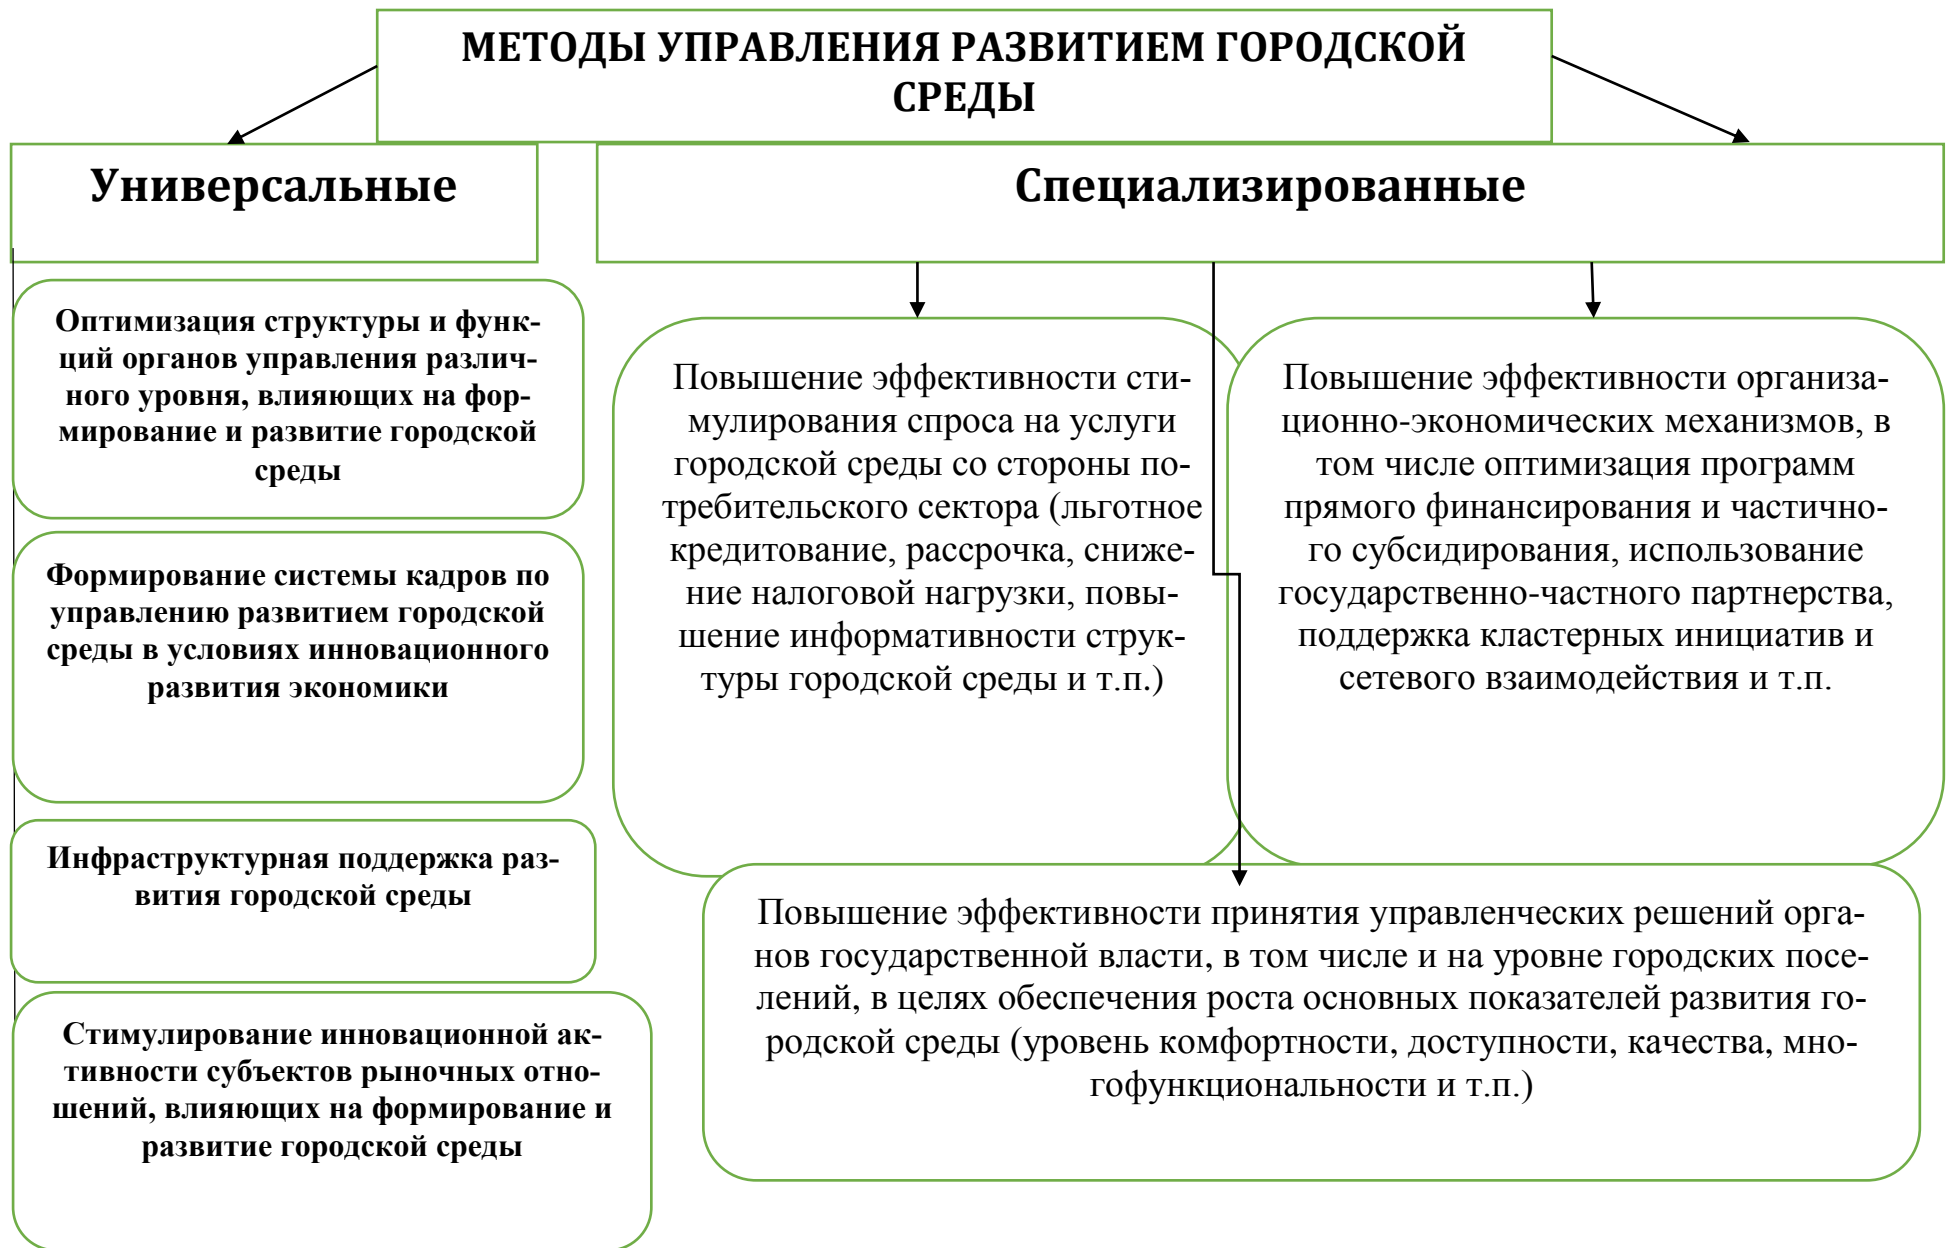 МЕТОДЫ УПРАВЛЕНИЯ РАЗВИТИЕМ ГОРОДСКОЙ
СРЕДЫ
Универсальные
Оптимизация структуры и функ-
ций органов управления различ-
ного уровня, влияющих на фор-
мирование и развитие городской
среды
Формирование системы кадров по
управлению развитием городской
среды в условиях инновационного
развития экономики
Инфраструктурная поддержка раз-
вития городской среды
Стимулирование инновационной ак-
тивности субъектов рыночных отно-
шений, влияющих на формирование и
развитие городской среды
Специализированные
Повышение эффективности сти-
мулирования спроса на услуги
городской среды со стороны по-
требительского сектора (льготное
кредитование, рассрочка, сниже-
ние налоговой нагрузки, повы-
шение информативности струк-
туры городской среды и т.п.)
Повышение эффективности организа-
ционно-экономических механизмов, в
том числе оптимизация программ
прямого финансирования и частично-
го субсидирования, использование
государственно-частного партнерства,
поддержка кластерных инициатив и
сетевого взаимодействия и т.п.
Повышение эффективности принятия управленческих решений орга-
нов государственной власти, в том числе и на уровне городских посе-
лений, в целях обеспечения роста основных показателей развития го-
родской среды (уровень комфортности, доступности, качества, мно-
гофункциональности и т.п.)